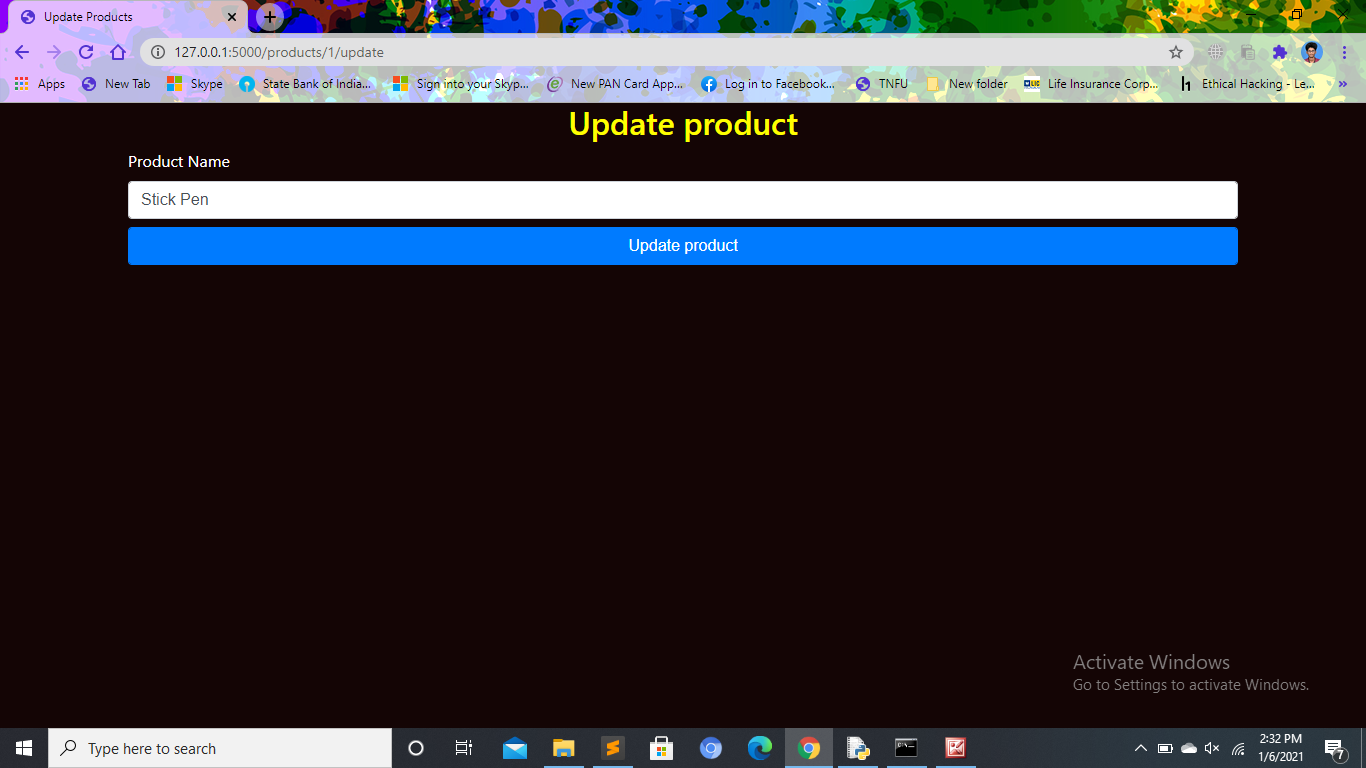 Update Products
127.0.0.1:5000/products/1/update
Apps New Tab Skype State Bank of India... Sign into your Skyp... New PAN Card App... Log in to Facebook... TNFU New folder Life Insurance Corp... Ethical Hacking - Le... »
Update product
Product Name
Stick Pen
Update product
Activate Windows
Go to Settings to activate Windows.
Type here to search
2:32 PM
1/6/2021
7